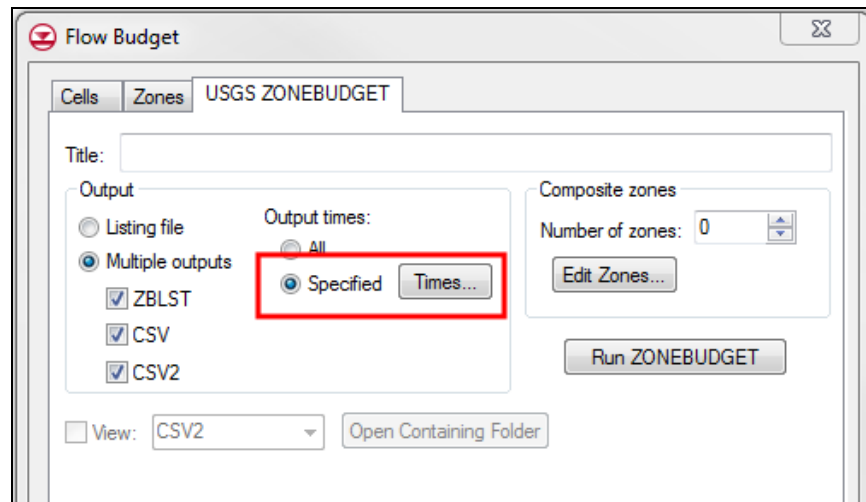 Flow Budget
Cells Zones USGS ZONEBUDGET
Title:
Output
Listing file
Multiple outputs
ZBLST
CSV
CSV2
Output times:
All
Specified Times...
Composite zones
Number of zones: 0
Edit Zones...
Run ZONEBUDGET
View: CSV2 Open Containing Folder